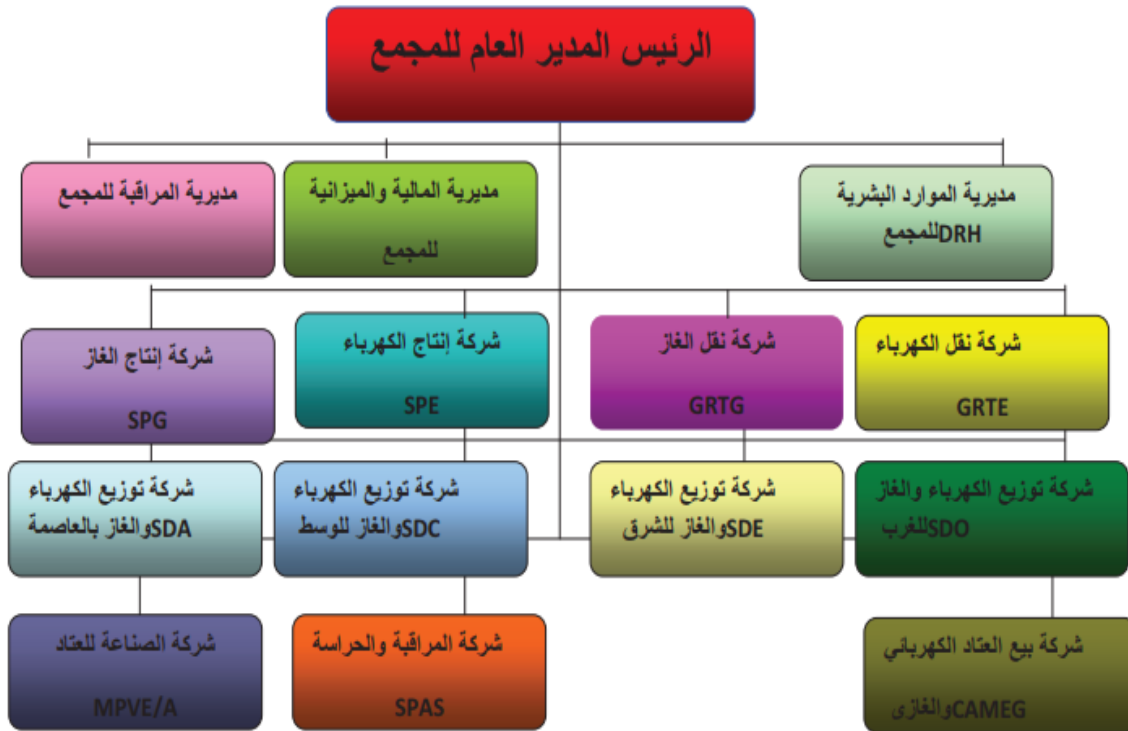 الرئيس المدير العام للمجمع
مديرية الموارد البشرية
DRHللمجمع
مديرية المالية والميزانية
للمجمع
مديرية المراقبة للمجمع
شركة نقل الكهرباء
GRTE
شركة نقل الغاز
GRTG
شركة إنتاج الكهرباء
SPE
شركة إنتاج الغاز
SPG
شركة توزيع الكهرباء والغاز
SDOللغرب
شركة توزيع الكهرباء
SDEوالغاز للشرق
شركة توزيع الكهرباء
SDCوالغاز للوسط
شركة توزيع الكهرباء
SDAوالغاز بالعاصمة
شركة بيع العتاد الكهربائي
CAMEGوالغازى
شركة المراقبة والحراسة
SPAS
شركة الصناعة للعتاد
MPVE/A